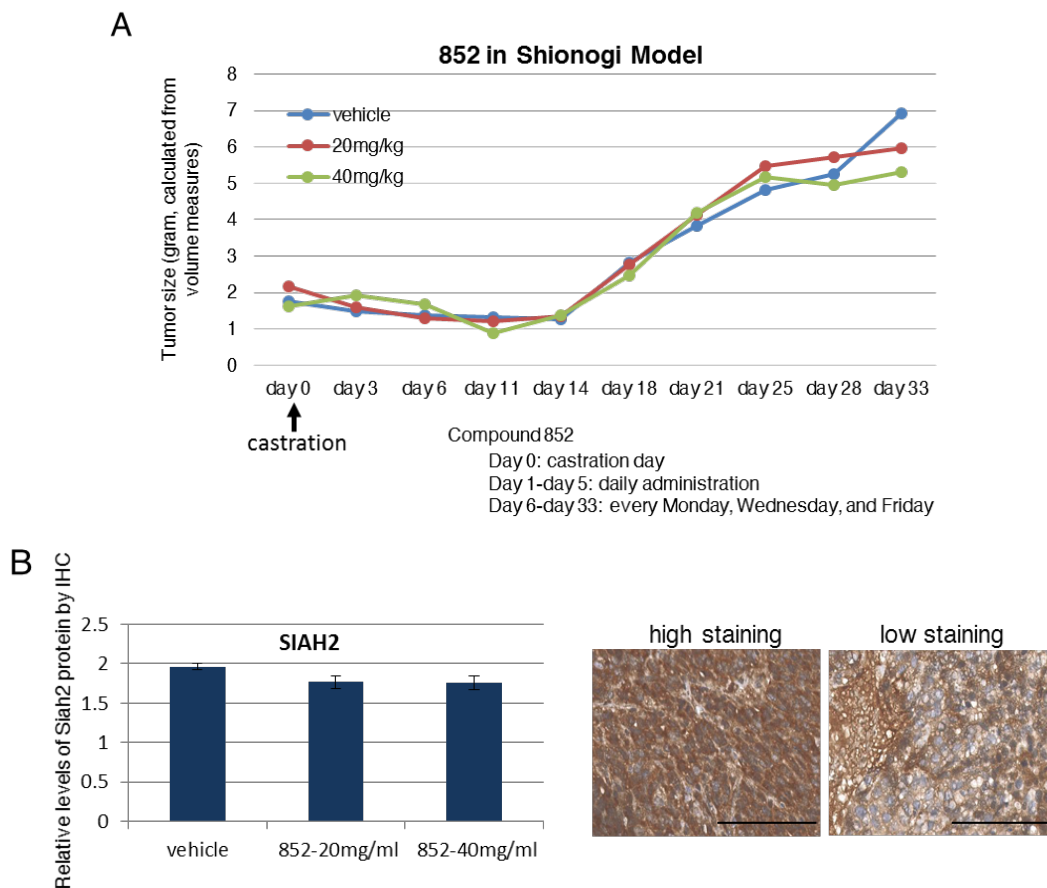 A
852 in Shionogi Model
Tumor size (gram, calculated from
volume measures)
8
7
6
5
4
3
2
1
0
vehicle
20mg/kg
40mg/kg
day 0 day 3 day 6 day 11 day 14 day 18 day 21 day 25 day 28 day 33
castration
Compound 852
Day 0: castration day
Day 1-day 5: daily administration
Day 6-day 33: every Monday, Wednesday, and Friday
B
Relative levels of Siah2 protein by IHC
2.5
2
1.5
1
0.5
0
SIAH2
vehicle 852-20mg/ml 852-40mg/ml
high staining low staining